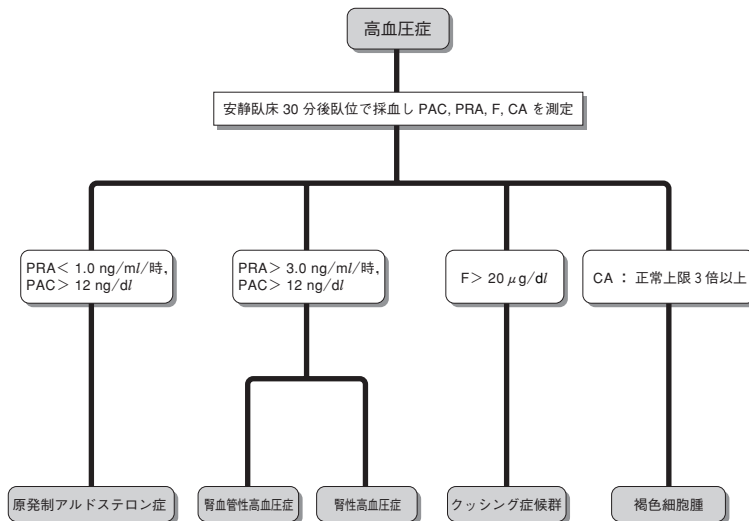 高血圧症
安静臥床 30 分後臥位で採血し PAC, PRA, F, CA を測定
PRA＜ 1.0 ng/ml/時,
PAC＞ 12 ng/dl
PRA＞ 3.0 ng/ml/時,
PAC＞ 12 ng/dl
F＞ 20 μg/dl
CA ： 正常上限 3 倍以上
原発制アルドステロン症
腎血管性高血圧症
腎性高血圧症
クッシング症候群
褐色細胞腫